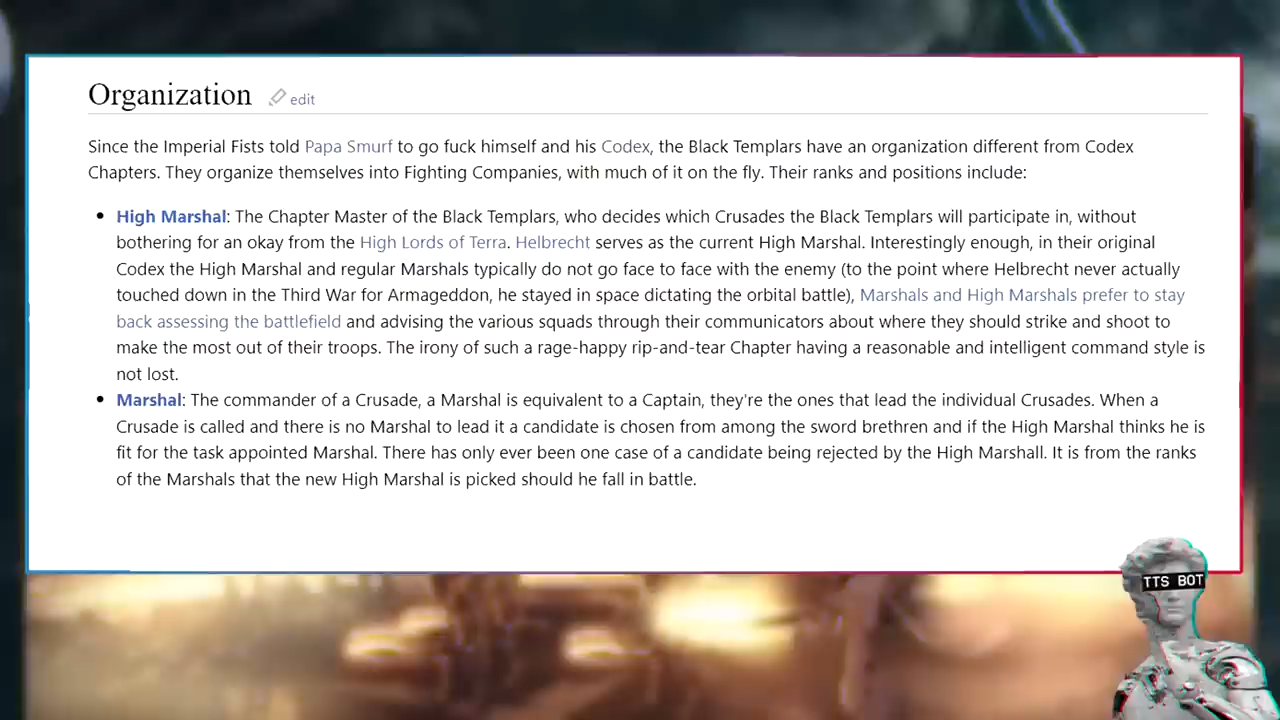 Organization edit
Since the Imperial Fists told Papa Smurf to go fuck himself and his Codex, the Black Templars have an organization different from Codex
Chapters. They organize themselves into Fighting Companies, with much of it on the fly. Their ranks and positions include:
• High Marshal: The Chapter Master of the Black Templars, who decides which Crusades the Black Templars will participate in, without
bothering for an okay from the High Lords of Terra. Helbrecht serves as the current High Marshal. Interestingly enough, in their original
Codex the High Marshal and regular Marshals typically do not go face to face with the enemy (to the point where Helbrecht never actually
touched down in the Third War for Armageddon, he stayed in space dictating the orbital battle), Marshals and High Marshals prefer to stay
back assessing the battlefield and advising the various squads through their communicators about where they should strike and shoot to
make the most out of their troops. The irony of such a rage-happy rip-and-tear Chapter having a reasonable and intelligent command style is
not lost.
• Marshal: The commander of a Crusade, a Marshal is equivalent to a Captain, they're the ones that lead the individual Crusades. When a
Crusade is called and there is no Marshal to lead it a candidate is chosen from among the sword brethren and if the High Marshal thinks he is
fit for the task appointed Marshal. There has only ever been one case of a candidate being rejected by the High Marshall. It is from the ranks
of the Marshals that the new High Marshal is picked should he fall in battle.
TTS BOT